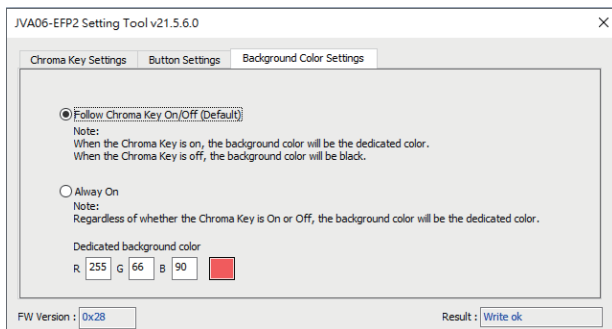 JVA06-EFP2 Setting Tool v21.5.6.0
Chroma Key Settings Button Settings Background Color Settings
Follow Chroma Key On/Off (Default)
Note:
When the Chroma Key is on, the background color will be the dedicated color.
When the Chroma Key is off, the background color will be black.
Alway On
Note:
Regardless of whether the Chroma Key is On or Off, the background color will be the dedicated color.
Dedicated background color
R 255 G 66 B 90
FW Version : 0x28 Result : Write ok